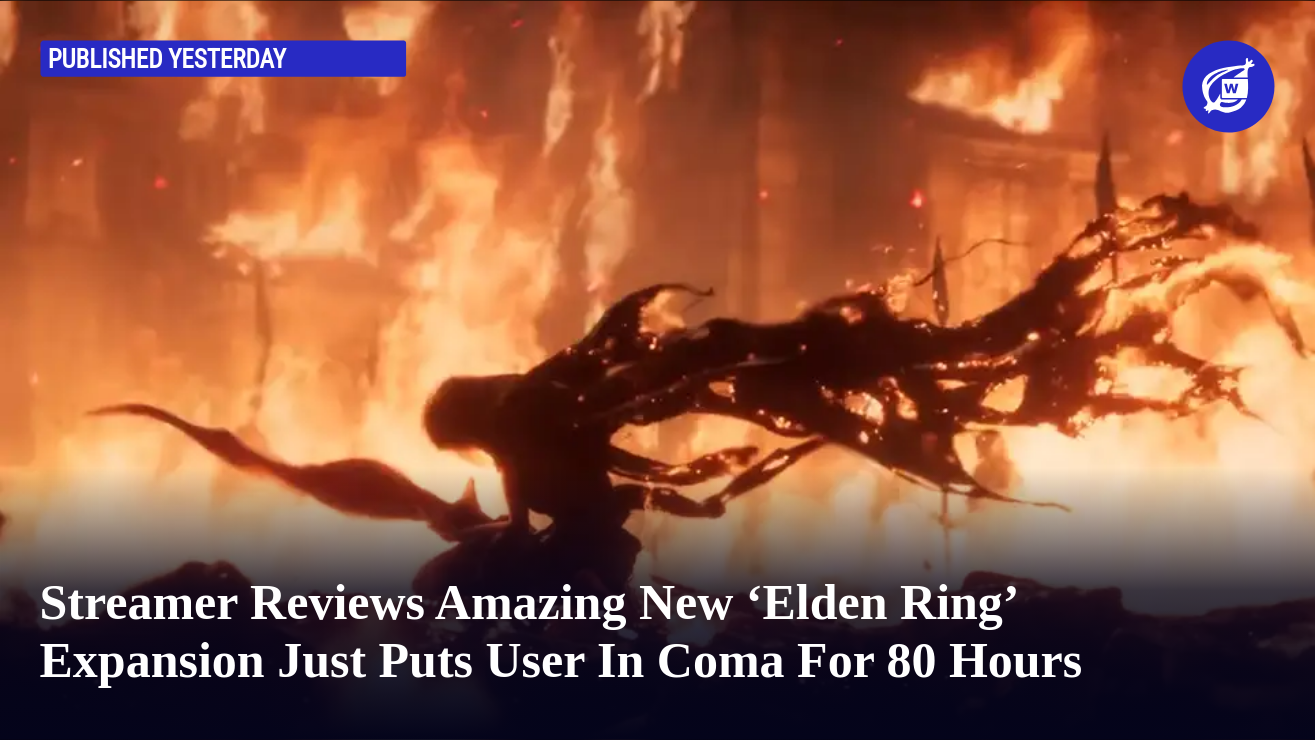 PUBLISHED YESTERDAY
W
Streamer Reviews Amazing New ‘Elden Ring’
Expansion Just Puts User In Coma For 80 Hours